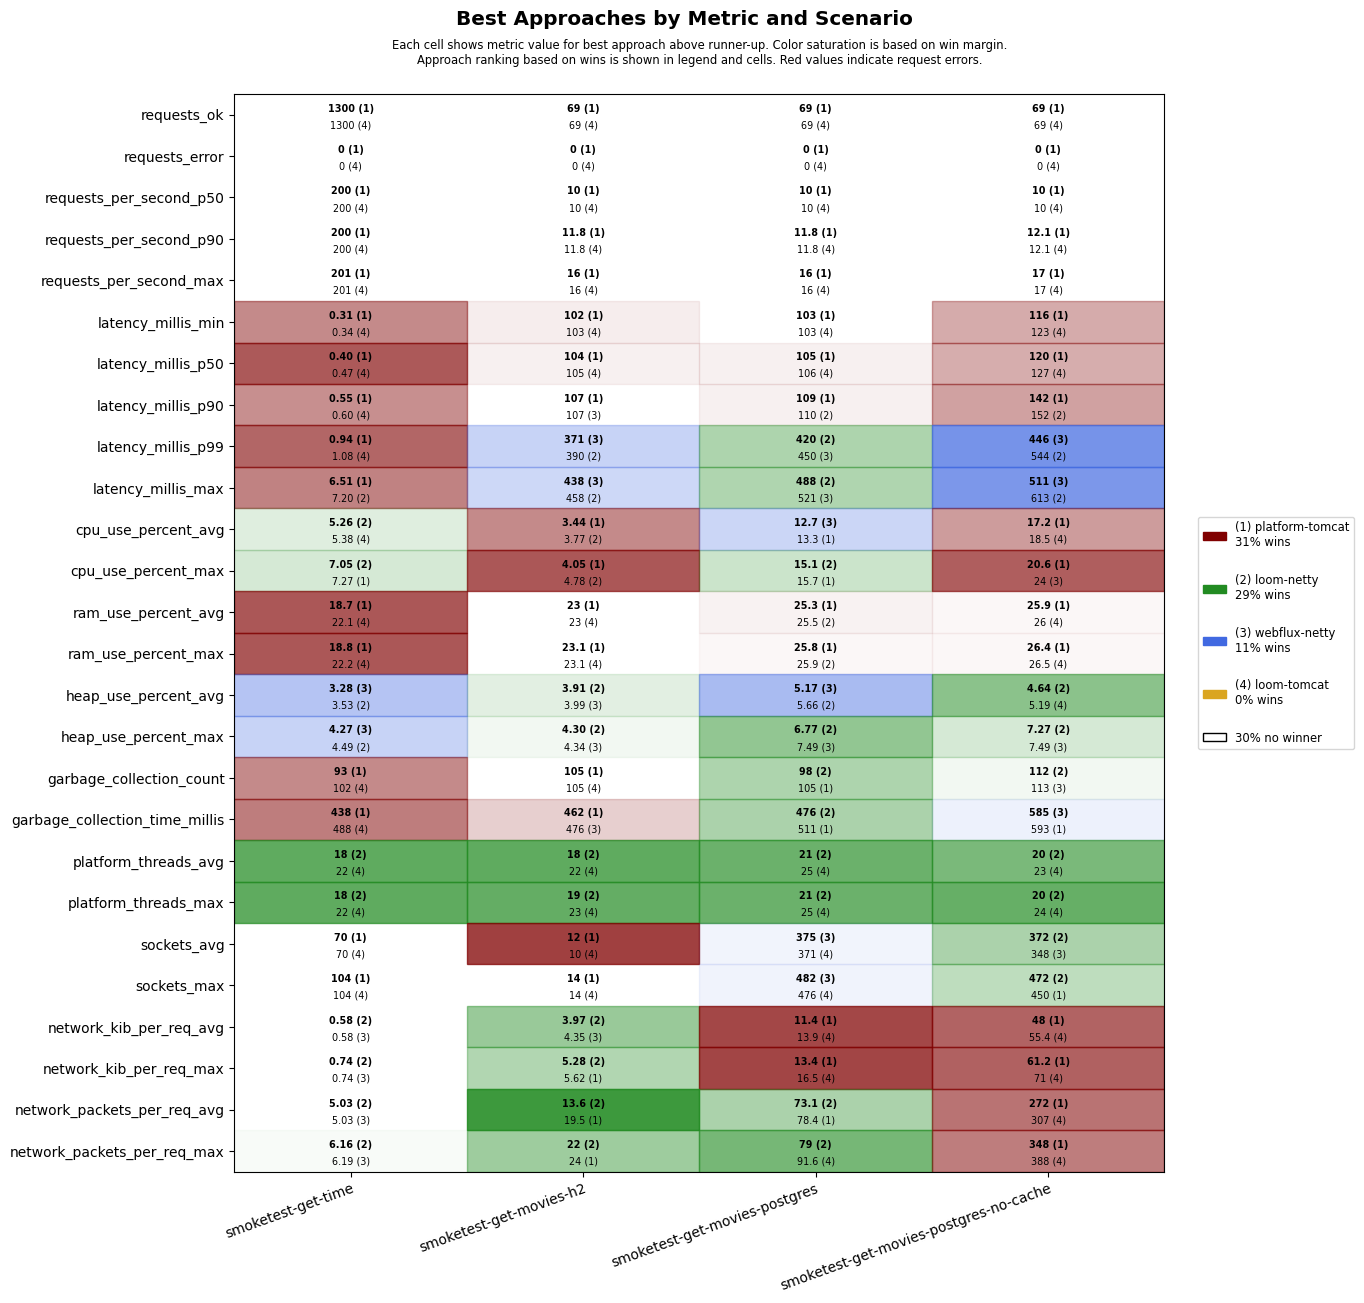 Best Approaches by Metric and Scenario
Each cell shows metric value for best approach above runner-up. Color saturation is based on win margin.
Approach ranking based on wins is shown in legend and cells. Red values indicate request errors.
requests_ok
1300 (1) 69 (1) 69 (1) 69 (1)
1300 (4) 69 (4) 69 (4) 69 (4)
requests_error
0 (1) 0 (1) 0 (1) 0 (1)
0 (4) 0 (4) 0 (4) 0 (4)
requests_per_second_p50
200 (1) 10 (1) 10 (1) 10 (1)
200 (4) 10 (4) 10 (4) 10 (4)
requests_per_second_p90
200 (1) 11.8 (1) 11.8 (1) 12.1 (1)
200 (4) 11.8 (4) 11.8 (4) 12.1 (4)
requests_per_second_max
201 (1) 16 (1) 16 (1) 17 (1)
201 (4) 16 (4) 16 (4) 17 (4)
latency_millis_min
0.31 (1) 102 (1) 103 (1) 116 (1)
0.34 (4) 103 (4) 103 (4) 123 (4)
latency_millis_p50
0.40 (1) 104 (1) 105 (1) 120 (1)
0.47 (4) 105 (4) 106 (4) 127 (4)
latency_millis_p90
0.55 (1) 107 (1) 109 (1) 142 (1)
0.60 (4) 107 (3) 110 (2) 152 (2)
latency_millis_p99
0.94 (1) 371 (3) 420 (2) 446 (3)
1.08 (4) 390 (2) 450 (3) 544 (2)
latency_millis_max
6.51 (1) 438 (3) 488 (2) 511 (3)
7.20 (2) 458 (2) 521 (3) 613 (2)
cpu_use_percent_avg
5.26 (2) 3.44 (1) 12.7 (3) 17.2 (1)
5.38 (4) 3.77 (2) 13.3 (1) 18.5 (4)
cpu_use_percent_max
7.05 (2) 4.05 (1) 15.1 (2) 20.6 (1)
7.27 (1) 4.78 (2) 15.7 (1) 24 (3)
ram_use_percent_avg
18.7 (1) 23 (1) 25.3 (1) 25.9 (1)
22.1 (4) 23 (4) 25.5 (2) 26 (4)
ram_use_percent_max
18.8 (1) 23.1 (1) 25.8 (1) 26.4 (1)
22.2 (4) 23.1 (4) 25.9 (2) 26.5 (4)
heap_use_percent_avg
3.28 (3) 3.91 (2) 5.17 (3) 4.64 (2)
3.53 (2) 3.99 (3) 5.66 (2) 5.19 (4)
heap_use_percent_max
4.27 (3) 4.30 (2) 6.77 (2) 7.27 (2)
4.49 (2) 4.34 (3) 7.49 (3) 7.49 (3)
garbage_collection_count
93 (1) 105 (1) 98 (2) 112 (2)
102 (4) 105 (4) 105 (1) 113 (3)
garbage_collection_time_millis
438 (1) 462 (1) 476 (2) 585 (3)
488 (4) 476 (3) 511 (1) 593 (1)
platform_threads_avg
18 (2) 18 (2) 21 (2) 20 (2)
22 (4) 22 (4) 25 (4) 23 (4)
platform_threads_max
18 (2) 19 (2) 21 (2) 20 (2)
22 (4) 23 (4) 25 (4) 24 (4)
sockets_avg
70 (1) 12 (1) 375 (3) 372 (2)
70 (4) 10 (4) 371 (4) 348 (3)
sockets_max
104 (1) 14 (1) 482 (3) 472 (2)
104 (4) 14 (4) 476 (4) 450 (1)
network_kib_per_req_avg
0.58 (2) 3.97 (2) 11.4 (1) 48 (1)
0.58 (3) 4.35 (3) 13.9 (4) 55.4 (4)
network_kib_per_req_max
0.74 (2) 5.28 (2) 13.4 (1) 61.2 (1)
0.74 (3) 5.62 (1) 16.5 (4) 71 (4)
network_packets_per_req_avg
5.03 (2) 13.6 (2) 73.1 (2) 272 (1)
5.03 (3) 19.5 (1) 78.4 (1) 307 (4)
network_packets_per_req_max
6.16 (2) 22 (2) 79 (2) 348 (1)
6.19 (3) 24 (1) 91.6 (4) 388 (4)
smoketest-get-time
smoketest-get-movies-h2
smoketest-get-movies-postgres
smoketest-get-movies-postgres-no-cache
(1) platform-tomcat
31% wins
(2) loom-netty
29% wins
(3) webflux-netty
11% wins
(4) loom-tomcat
0% wins
30% no winner